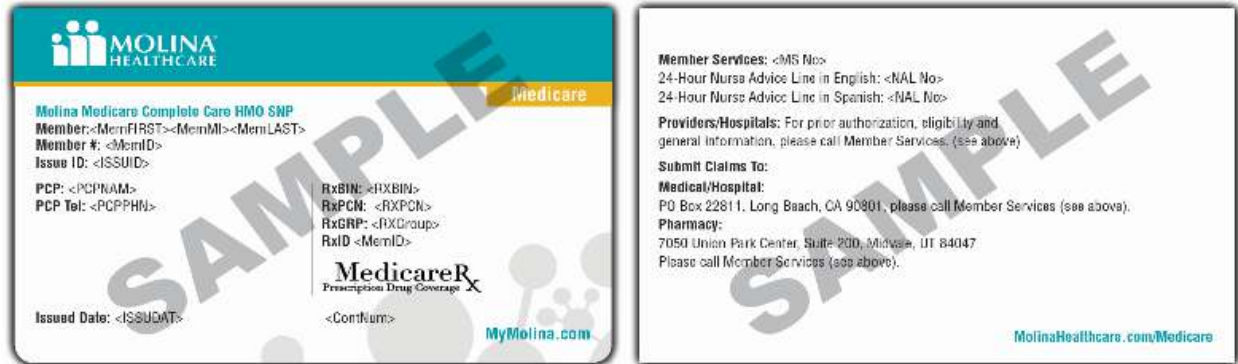 MOLINA
HEALTHCARE
Medicare
Molina Medicare Complete Care HMO SNP
Member:<MemFIRST><MemMI><MemLAST>
Member #: <MemID>
Issue ID: <ISSUID>
PCP: <PCPNAM>
PCP Tel: <PCPPHN>
RxBIN: <RXBIN>
RxPCN: <RXPCN>
RxGRP: <RXGroup>
RxID <MemID>
MedicareRx
Prescription Drug Coverage
Issued Date: <ISSUDAT>
<ContNum>
MyMolina.com
SAMPLE
Member Services: <MS No>
24-Hour Nurse Advice Line in English: <NAL No>
24-Hour Nurse Advice Line in Spanish: <NAL No>
Providers/Hospitals: For prior authorization, eligibility and
general information, please call Member Services. (see above)
Submit Claims To:
Medical/Hospital:
PO Box 22811, Long Beach, CA 90801, please call Member Services (see above).
Pharmacy:
7050 Union Park Center, Suite 200, Midvale, UT 84047
Please call Member Services (see above).
MolinaHealthcare.com/Medicare
SAMPLE